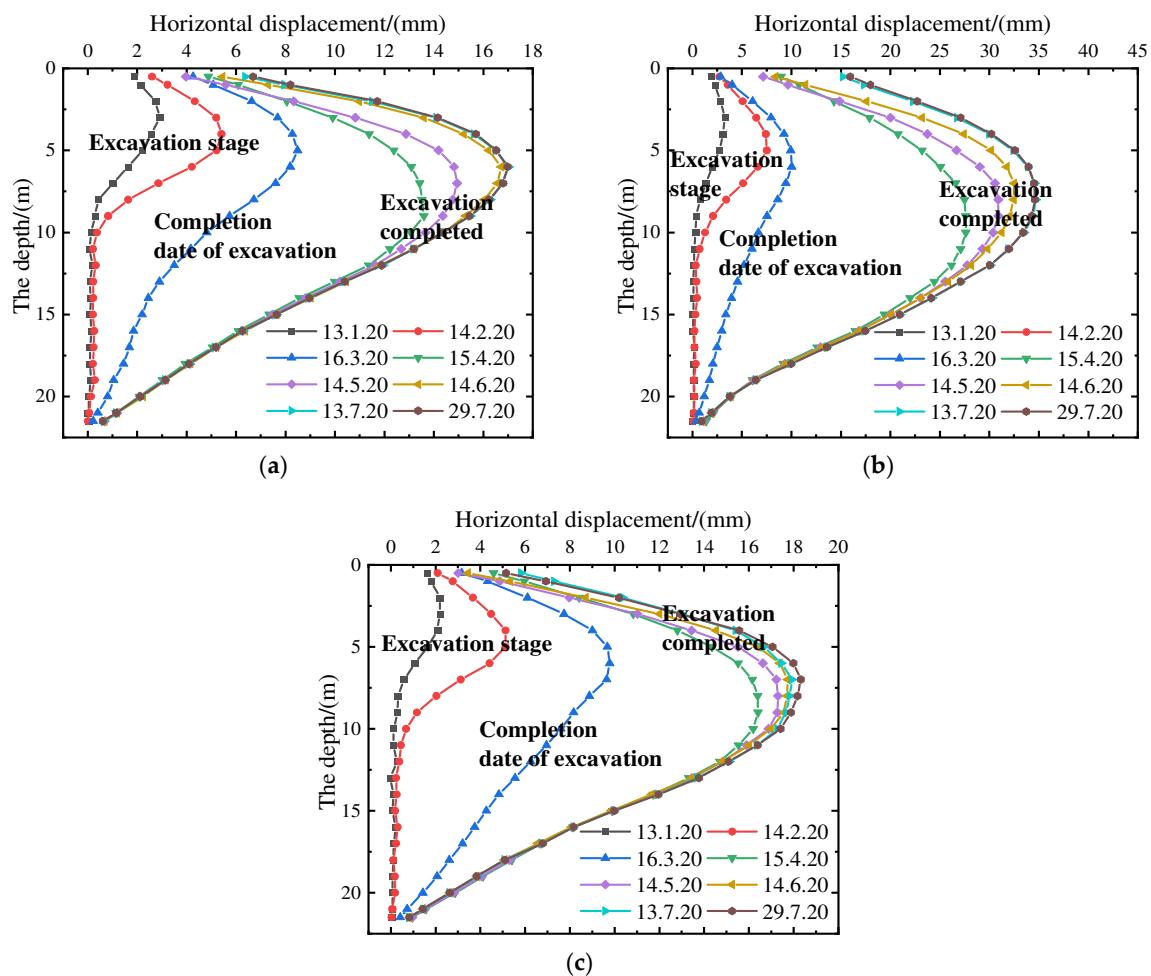 Horizontal displacement/(mm)
0 2 4 6 8 10 12 14 16 18
0
5
10
15
20
The depth/(m)
Excavation stage
Completion
date of excavation
Excavation
completed
13.1.20 14.2.20
16.3.20 15.4.20
14.5.20 14.6.20
13.7.20 29.7.20
(a)
Horizontal displacement/(mm)
0 5 10 15 20 25 30 35 40 45
0
5
10
15
20
The depth/(m)
Excavation
stage
Completion
date of excavation
Excavation
completed
13.1.20 14.2.20
16.3.20 15.4.20
14.5.20 14.6.20
13.7.20 29.7.20
(b)
Horizontal displacement/(mm)
0 2 4 6 8 10 12 14 16 18 20
0
5
10
15
20
The depth/(m)
Excavation stage
Excavation
completed
Completion
date of excavation
13.1.20 14.2.20
16.3.20 15.4.20
14.5.20 14.6.20
13.7.20 29.7.20
(c)